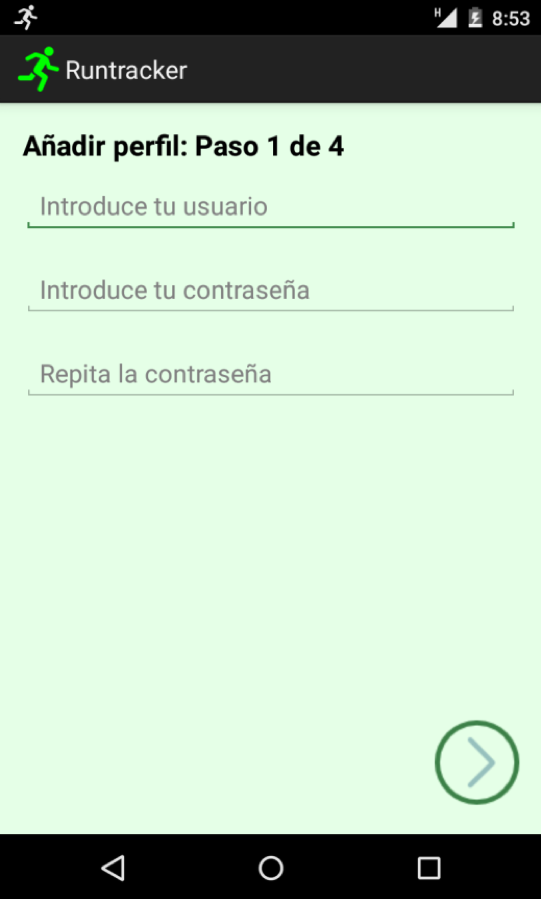 H 8:53
Runtracker
Añadir perfil: Paso 1 de 4
Introduce tu usuario
Introduce tu contraseña
Repita la contraseña